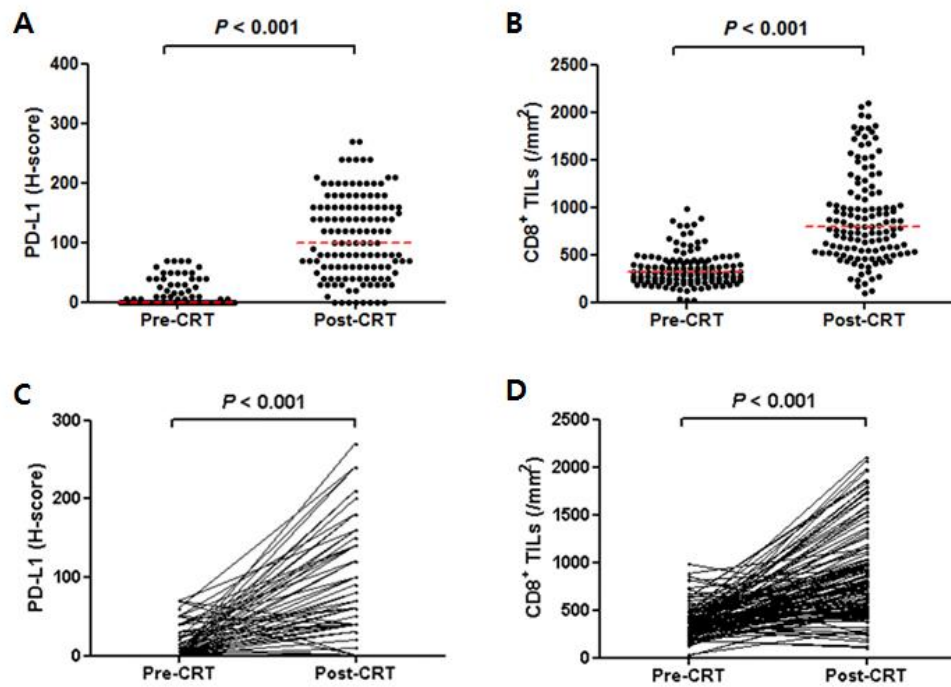 A
P < 0.001
PD-L1 (H-score)
400
300
200
100
0
Pre-CRT
Post-CRT
B
P < 0.001
CD8⁺ TILs (/mm²)
2500
2000
1500
1000
500
0
Pre-CRT
Post-CRT
C
P < 0.001
PD-L1 (H-score)
300
200
100
0
Pre-CRT
Post-CRT
D
P < 0.001
CD8⁺ TILs (/mm²)
2500
2000
1500
1000
500
0
Pre-CRT
Post-CRT